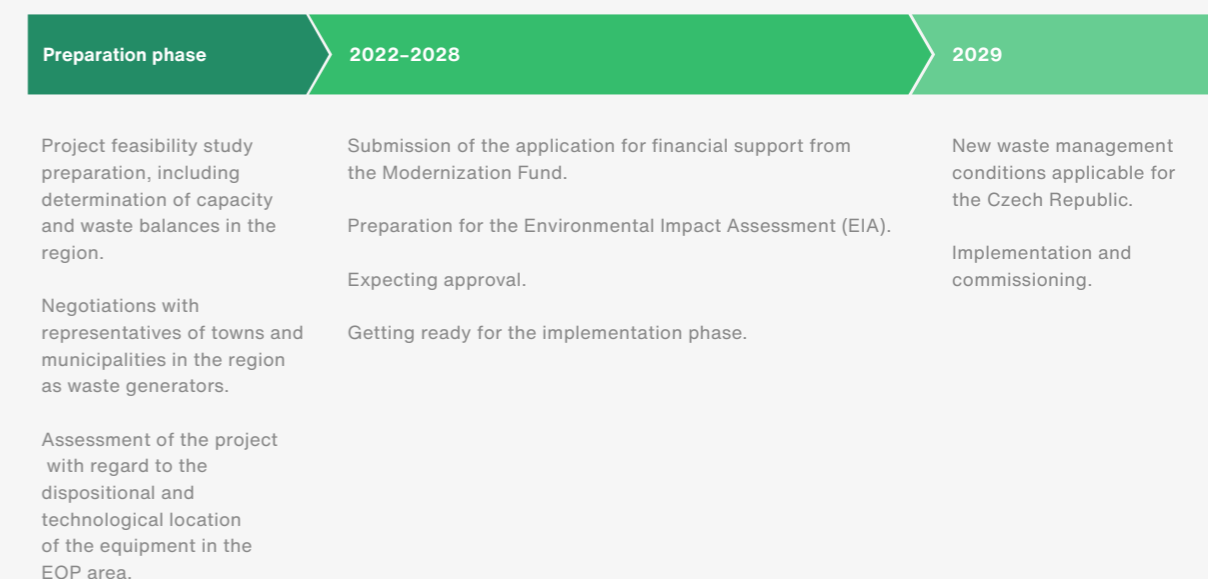 Preparation phase
2022–2028
2029
Project feasibility study
preparation, including
determination of capacity
and waste balances in the
region.
Negotiations with
representatives of towns and
municipalities in the region
as waste generators.
Assessment of the project
with regard to the
dispositional and
technological location
of the equipment in the
EOP area.
Submission of the application for financial support from
the Modernization Fund.
Preparation for the Environmental Impact Assessment (EIA).
Expecting approval.
Getting ready for the implementation phase.
New waste management
conditions applicable for
the Czech Republic.
Implementation and
commissioning.